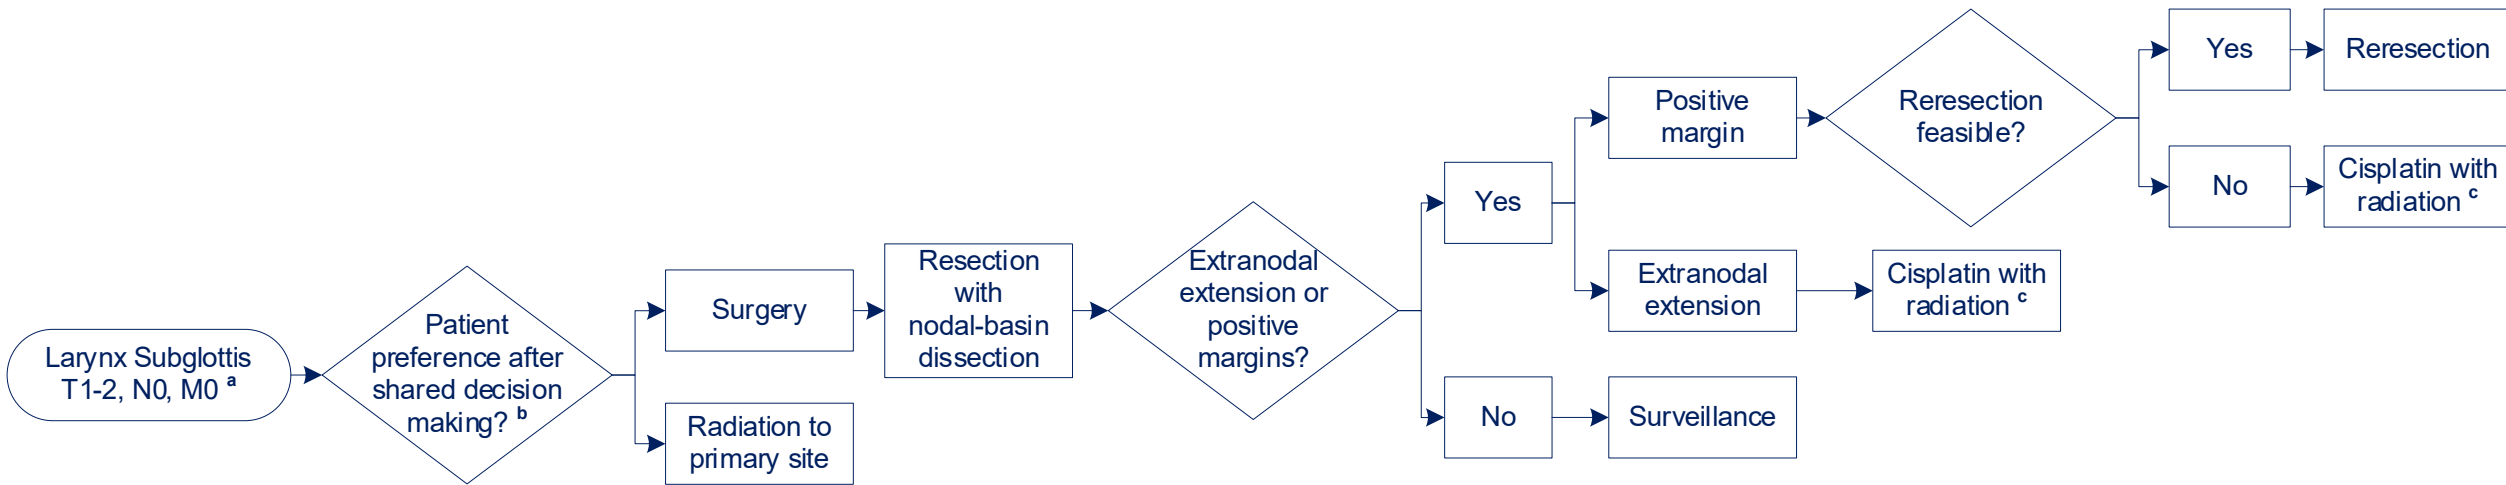 Larynx Subglottis
T1-2, N0, M0 a
Patient
preference after
shared decision
making? b
Surgery
Radiation to
primary site
Resection
with
nodal-basin
dissection
Extranodal
extension or
positive
margins?
Yes
No
Positive
margin
Extranodal
extension
Surveillance
Reresection
feasible?
Cisplatin with
radiation c
Yes
No
Reresection
Cisplatin with
radiation c